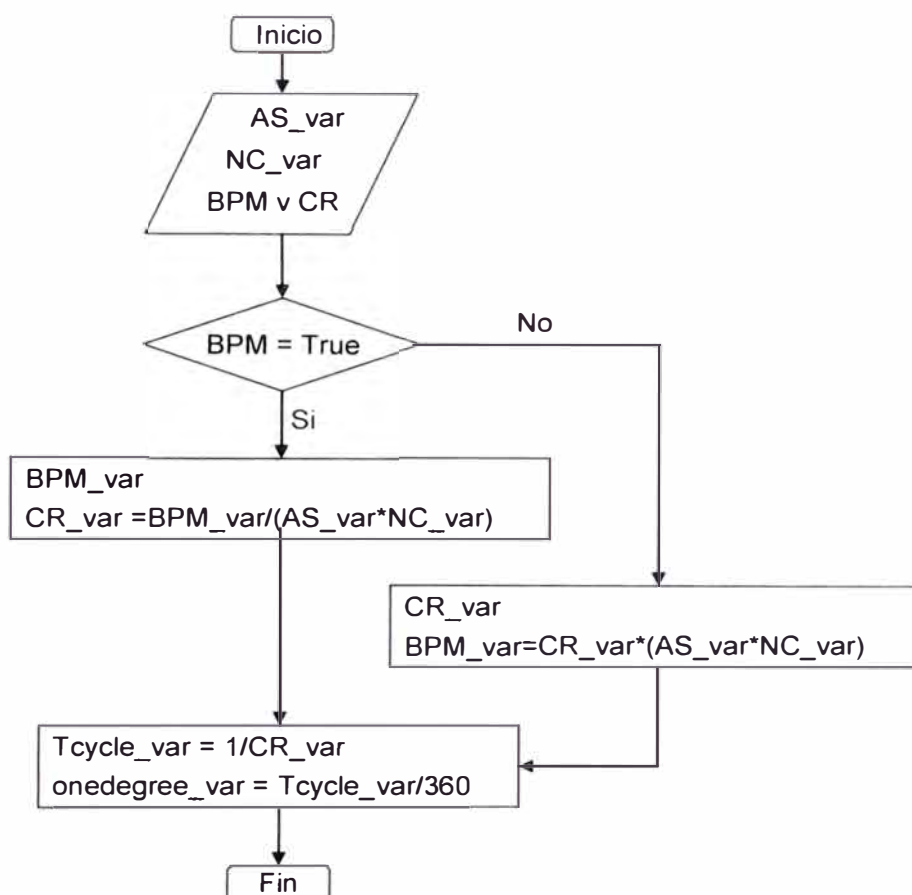 Inicio
AS_var
NC_var
BPM v CR
BPM = True
No
Si
BPM_var
CR_var =BPM_var/(AS_var*NC_var)
CR_var
BPM_var=CR_var*(AS_var*NC_var)
Tcycle_var = 1/CR_var
onedegree_var = Tcycle_var/360
Fin